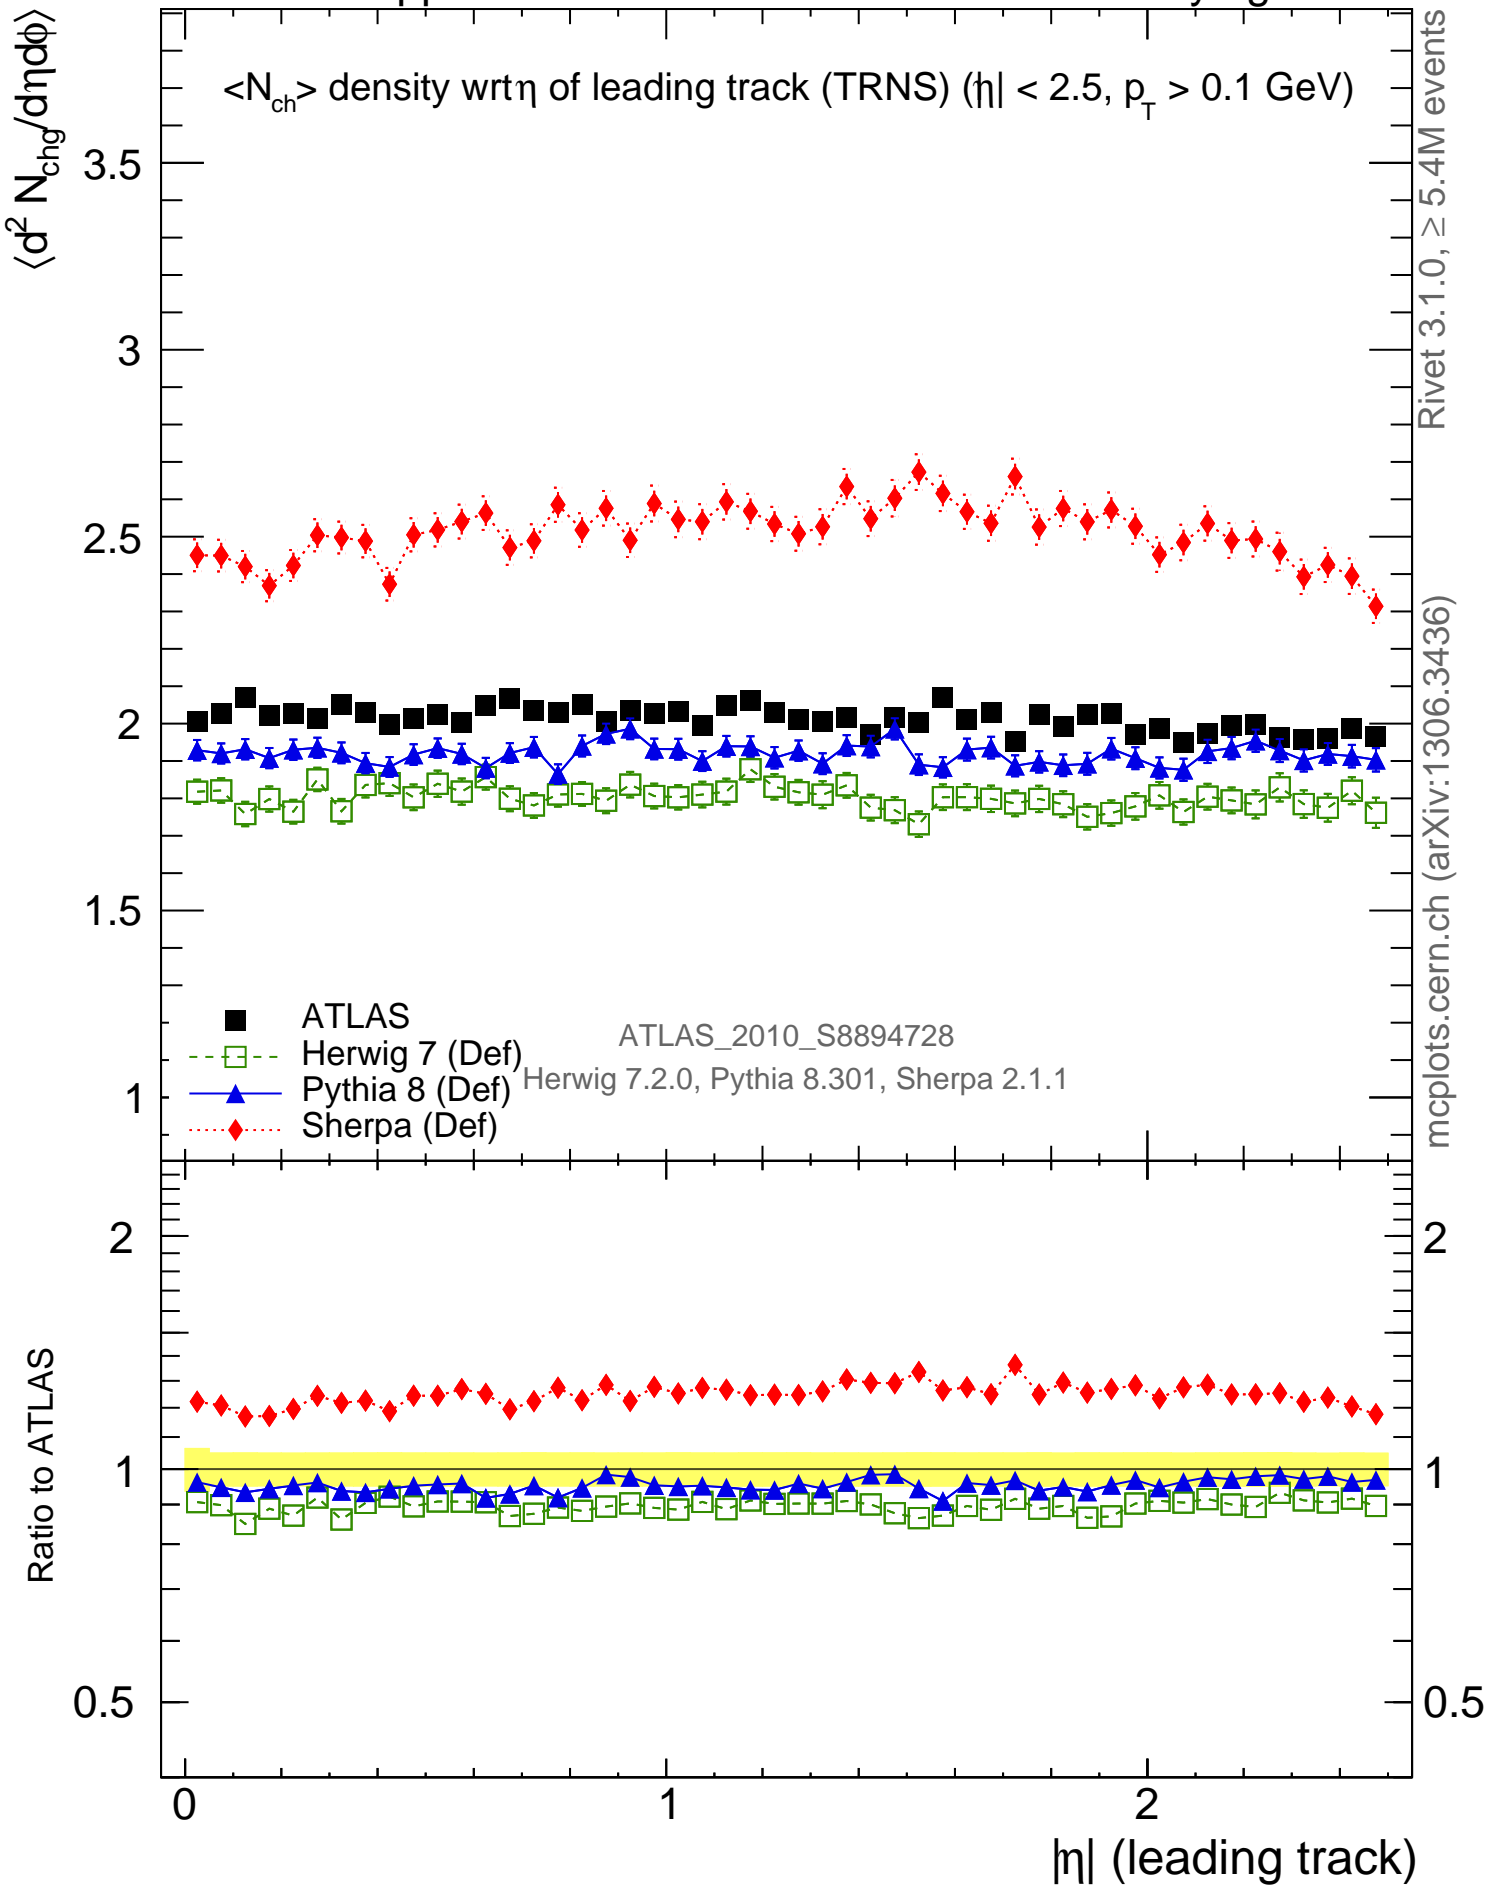 <N_ch> density wrt η of leading track (TRNS) (|η| < 2.5, p_T > 0.1 GeV)
⟨d² N_chg/dηdϕ⟩
3.5
3
2.5
2
1.5
1
ATLAS
Herwig 7 (Def)
Pythia 8 (Def)
Sherpa (Def)
ATLAS_2010_S8894728
Herwig 7.2.0, Pythia 8.301, Sherpa 2.1.1
Rivet 3.1.0, ≥ 5.4M events
mcplots.cern.ch (arXiv:1306.3436)
Ratio to ATLAS
2
1
0.5
2
1
0.5
0
1
2
|η| (leading track)